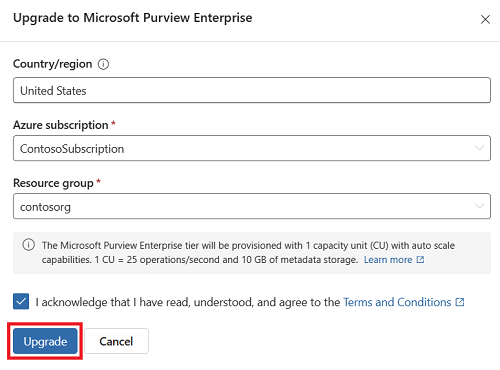 Upgrade to Microsoft Purview Enterprise
Country/region
United States
Azure subscription *
ContosoSubscription
Resource group *
contosorg
The Microsoft Purview Enterprise tier will be provisioned with 1 capacity unit (CU) with auto scale
capabilities. 1 CU = 25 operations/second and 10 GB of metadata storage. Learn more
I acknowledge that I have read, understood, and agree to the Terms and Conditions
Upgrade Cancel